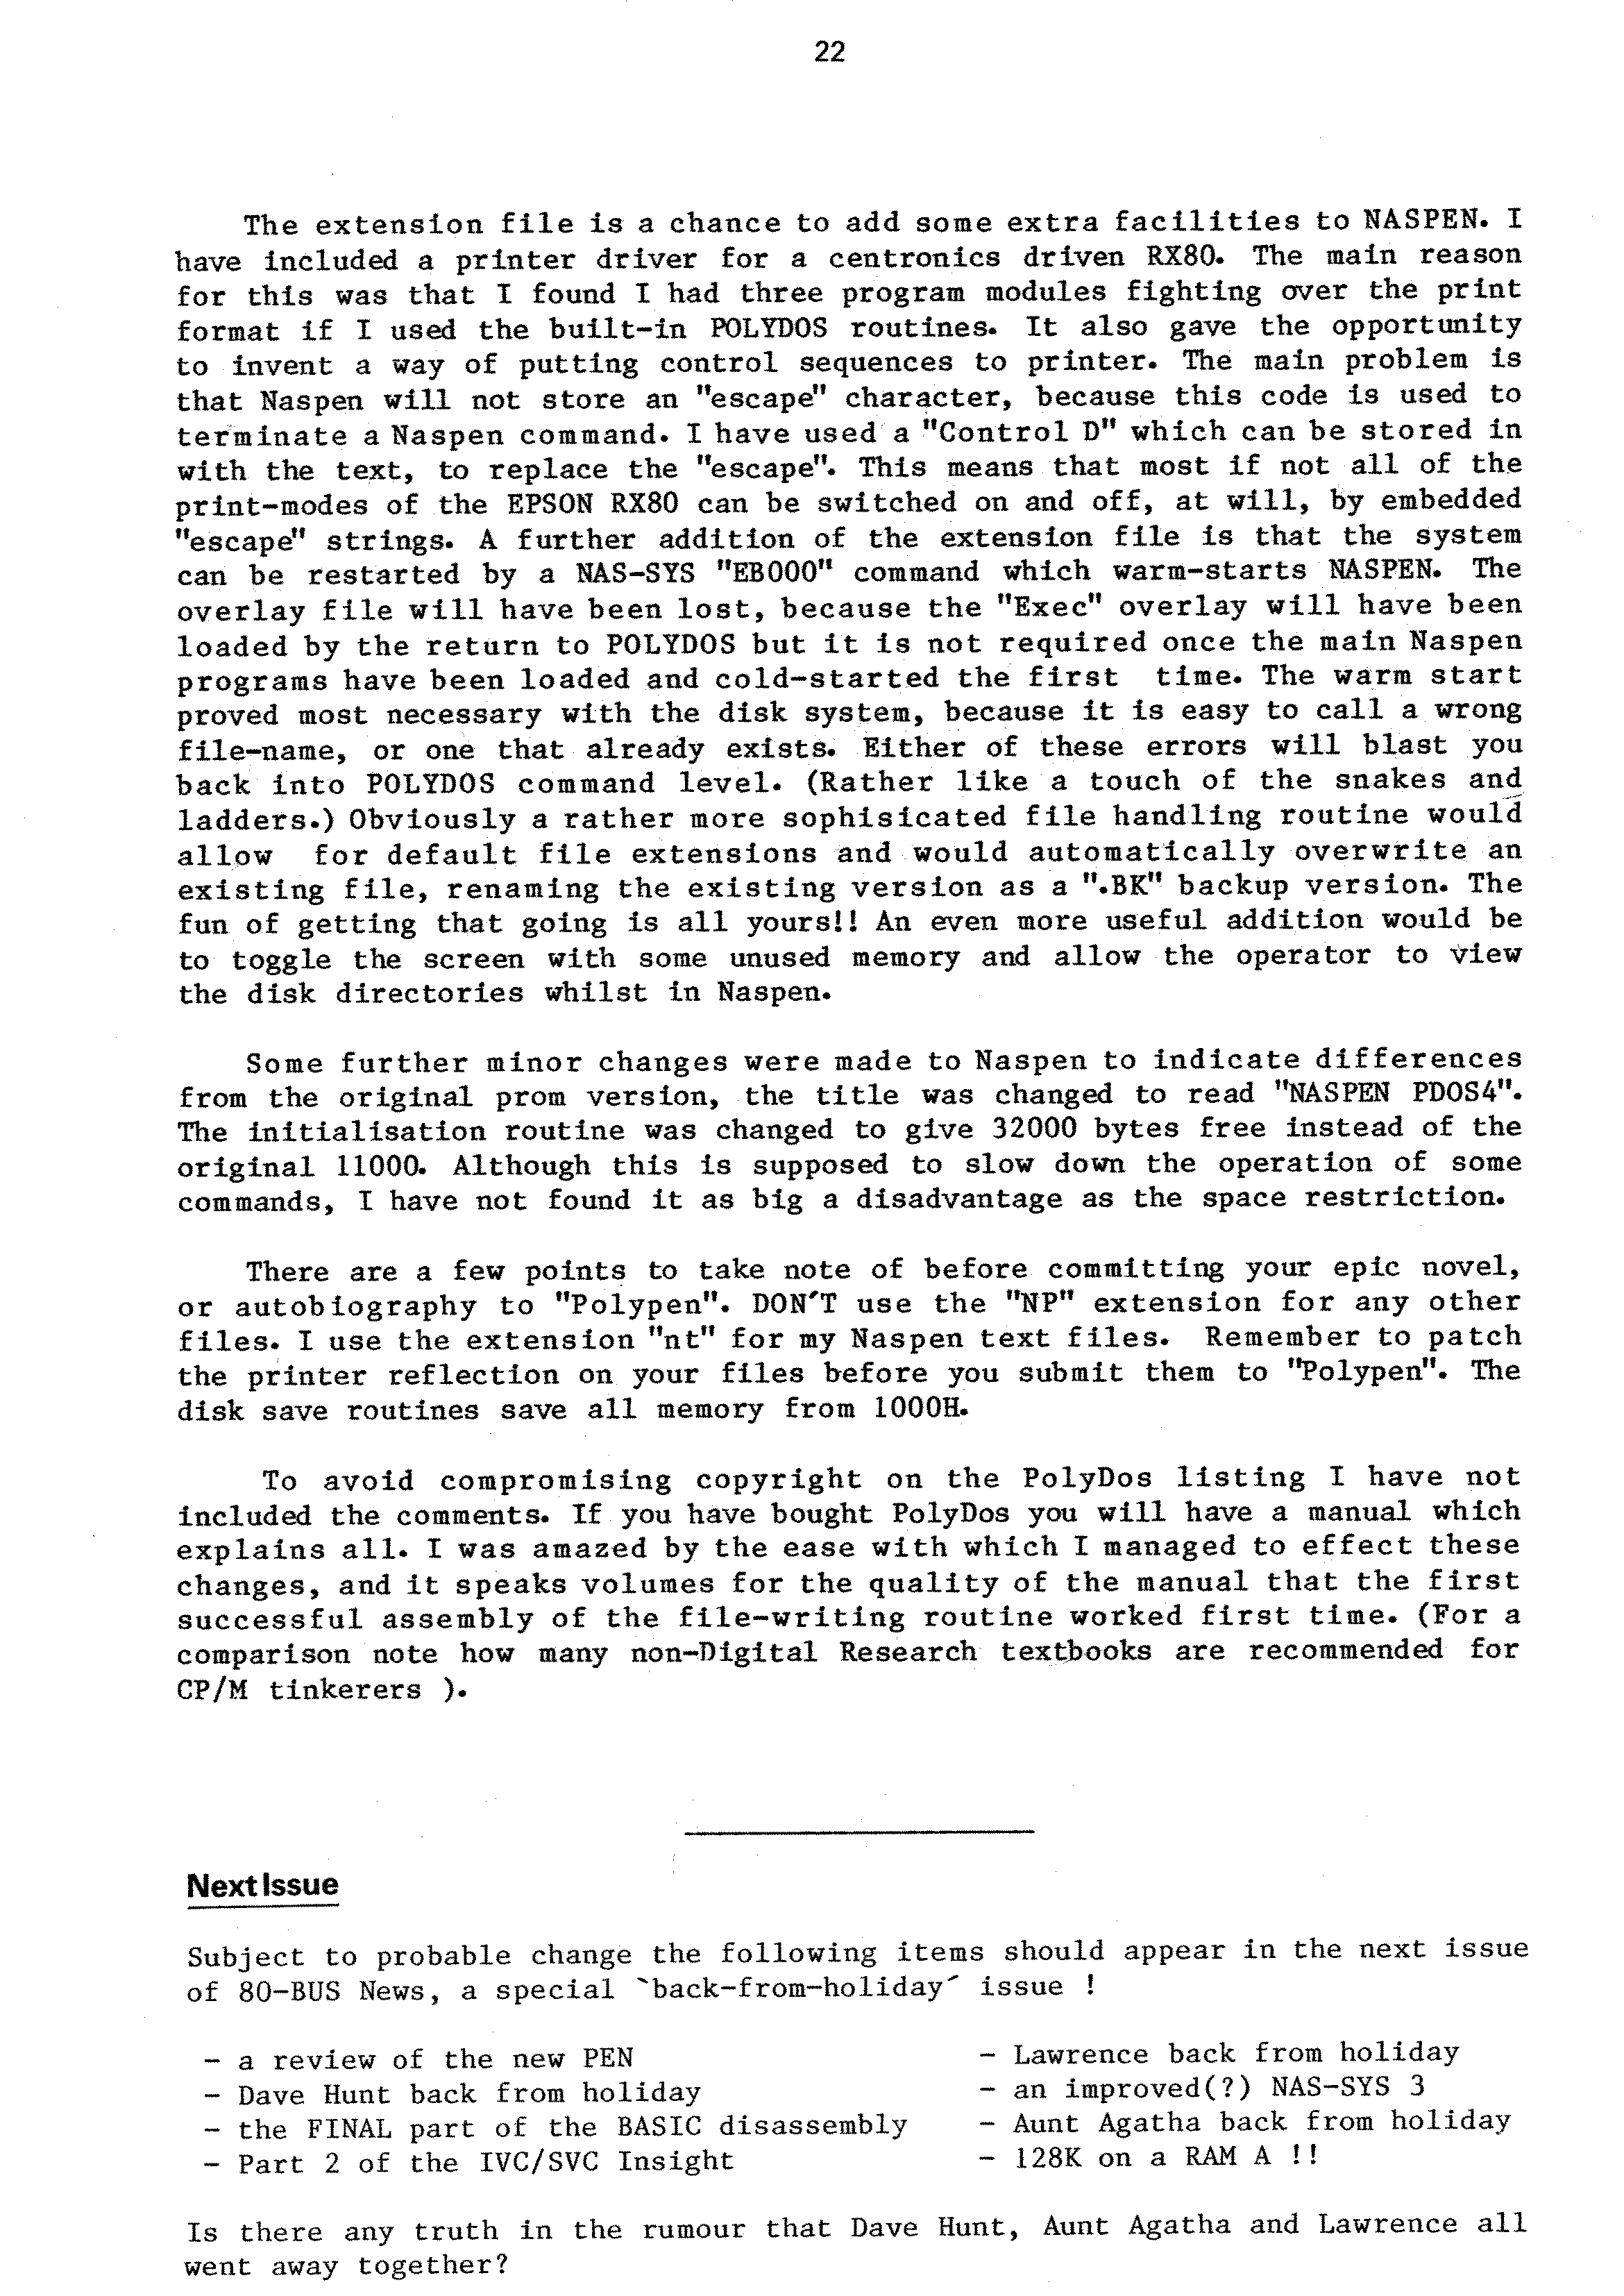 22
The extension file is a chance to add some extra facilities to NASPEN. I
have included a printer driver for a centronics driven RX80. The main reason
for this was that I found I had three program modules fighting over the print
format if I used the built-in POLYDOS routines. It also gave the opportunity
to invent a way of putting control sequences to printer. The main problem is
that Naspen will not store an "escape" character, because this code is used to
terminate a Naspen command. I have used a "Control D" which can be stored in
with the text, to replace the "escape". This means that most if not all of the
print-modes of the EPSON RX80 can be switched on and off, at will, by embedded
"escape" strings. A further addition of the extension file is that the system
can be restarted by a NAS-SYS "EB000" command which warm-starts NASPEN. The
overlay file will have been lost, because the "Exec" overlay will have been
loaded by the return to POLYDOS but it is not required once the main Naspen
programs have been loaded and cold-started the first time. The warm start
proved most necessary with the disk system, because it is easy to call a wrong
file-name, or one that already exists. Either of these errors will blast you
back into POLYDOS command level. (Rather like a touch of the snakes and
ladders.) Obviously a rather more sophisicated file handling routine would
allow for default file extensions and would automatically overwrite an
existing file, renaming the existing version as a ".BK" backup version. The
fun of getting that going is all yours!! An even more useful addition would be
to toggle the screen with some unused memory and allow the operator to view
the disk directories whilst in Naspen.
Some further minor changes were made to Naspen to indicate differences
from the original prom version, the title was changed to read "NASPEN PDOS4".
The initialisation routine was changed to give 32000 bytes free instead of the
original 11000. Although this is supposed to slow down the operation of some
commands, I have not found it as big a disadvantage as the space restriction.
There are a few points to take note of before committing your epic novel,
or autobiography to "Polypen". DON'T use the "NP" extension for any other
files. I use the extension "nt" for my Naspen text files. Remember to patch
the printer reflection on your files before you submit them to "Polypen". The
disk save routines save all memory from 1000H.
To avoid compromising copyright on the PolyDos listing I have not
included the comments. If you have bought PolyDos you will have a manual which
explains all. I was amazed by the ease with which I managed to effect these
changes, and it speaks volumes for the quality of the manual that the first
successful assembly of the file-writing routine worked first time. (For a
comparison note how many non-Digital Research textbooks are recommended for
CP/M tinkerers ).
Next Issue
Subject to probable change the following items should appear in the next issue
of 80-BUS News, a special `back-from-holiday' issue !
- a review of the new PEN
- Dave Hunt back from holiday
- the FINAL part of the BASIC disassembly
- Part 2 of the IVC/SVC Insight
- Lawrence back from holiday
- an improved(?) NAS-SYS 3
- Aunt Agatha back from holiday
- 128K on a RAM A !!
Is there any truth in the rumour that Dave Hunt, Aunt Agatha and Lawrence all
went away together?